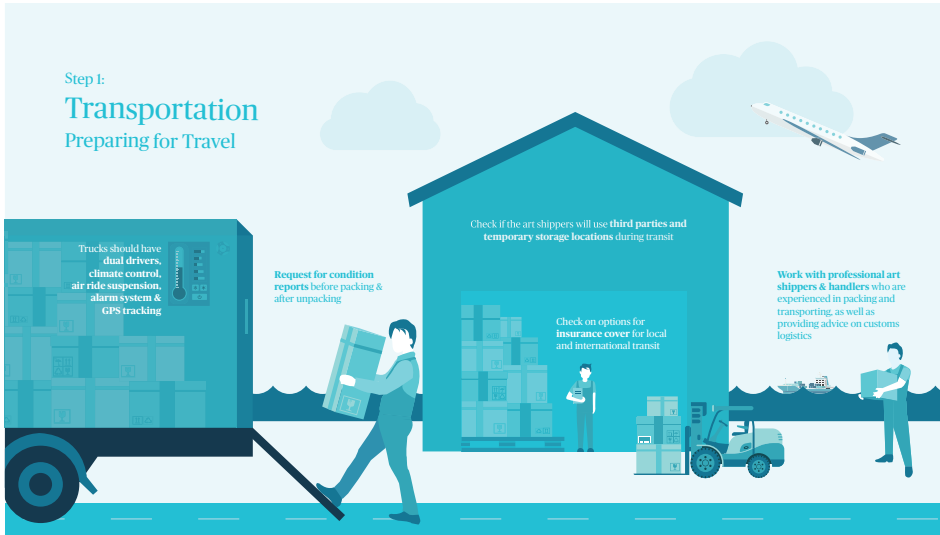 Step 1:
Transportation
Preparing for Travel
Trucks should have
dual drivers,
climate control,
air ride suspension,
alarm system &
GPS tracking
Request for condition
reports before packing &
after unpacking
Check if the art shippers will use third parties and
temporary storage locations during transit
Check on options for
insurance cover for local
and international transit
Work with professional art
shippers & handlers who are
experienced in packing and
transporting, as well as
providing advice on customs
logistics